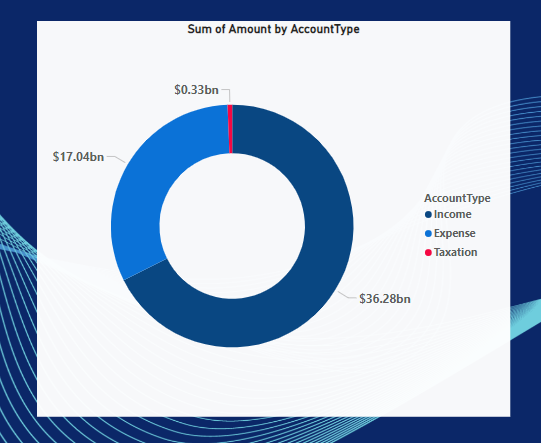 Sum of Amount by AccountType
$0.33bn
$17.04bn
$36.28bn
AccountType
Income
Expense
Taxation